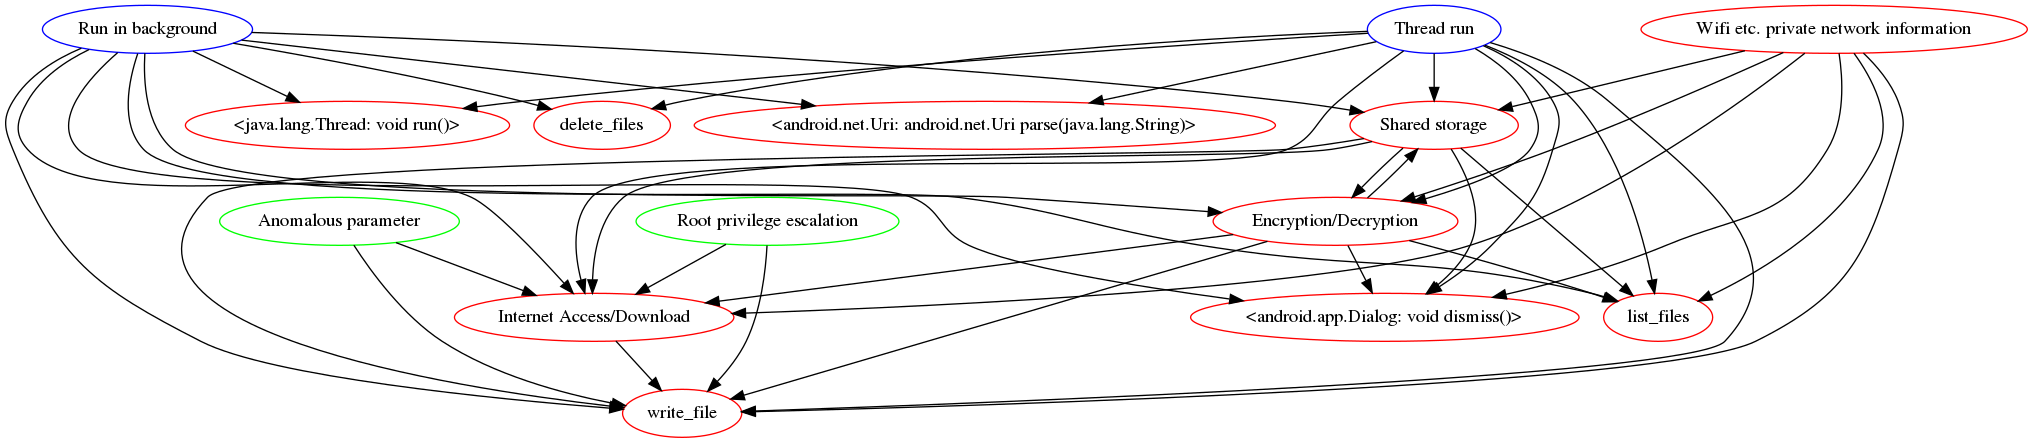 Run in background
Thread run
Wifi etc. private network information
<java.lang.Thread: void run()>
delete_files
<android.net.Uri: android.net.Uri parse(java.lang.String)>
Shared storage
Anomalous parameter
Root privilege escalation
Encryption/Decryption
Internet Access/Download
<android.app.Dialog: void dismiss()>
list_files
write_file